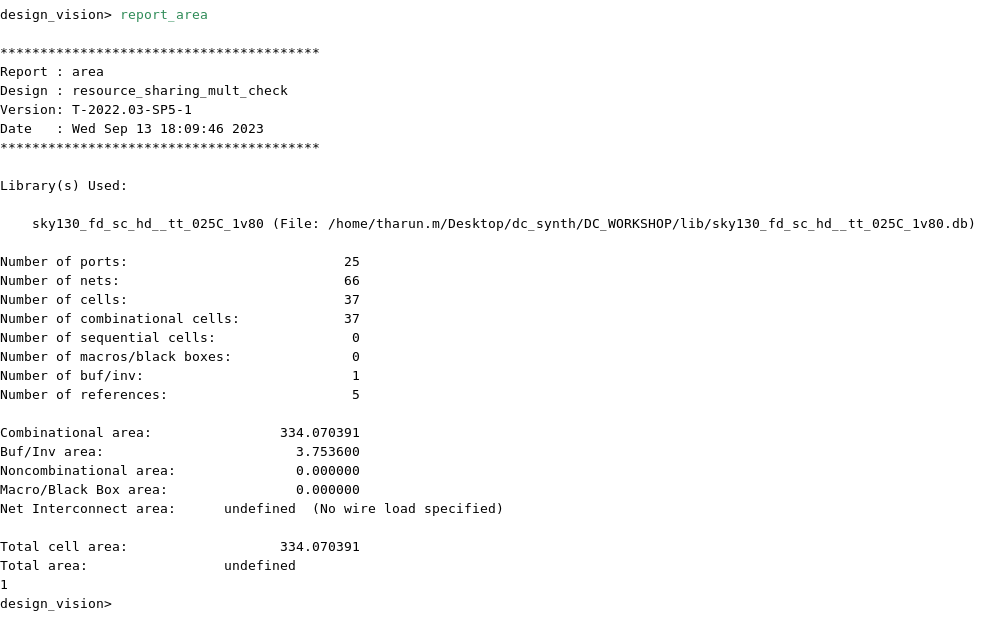 design_vision> report_area
****************************************
Report : area
Design : resource_sharing_mult_check
Version: T-2022.03-SP5-1
Date   : Wed Sep 13 18:09:46 2023
****************************************
Library(s) Used:
    sky130_fd_sc_hd__tt_025C_1v80 (File: /home/tharun.m/Desktop/dc_synth/DC_WORKSHOP/lib/sky130_fd_sc_hd__tt_025C_1v80.db)
Number of ports:                           25
Number of nets:                            66
Number of cells:                           37
Number of combinational cells:             37
Number of sequential cells:                 0
Number of macros/black boxes:               0
Number of buf/inv:                          1
Number of references:                       5
Combinational area:                334.070391
Buf/Inv area:                        3.753600
Noncombinational area:               0.000000
Macro/Black Box area:                0.000000
Net Interconnect area:      undefined  (No wire load specified)
Total cell area:                   334.070391
Total area:                 undefined
1
design_vision>